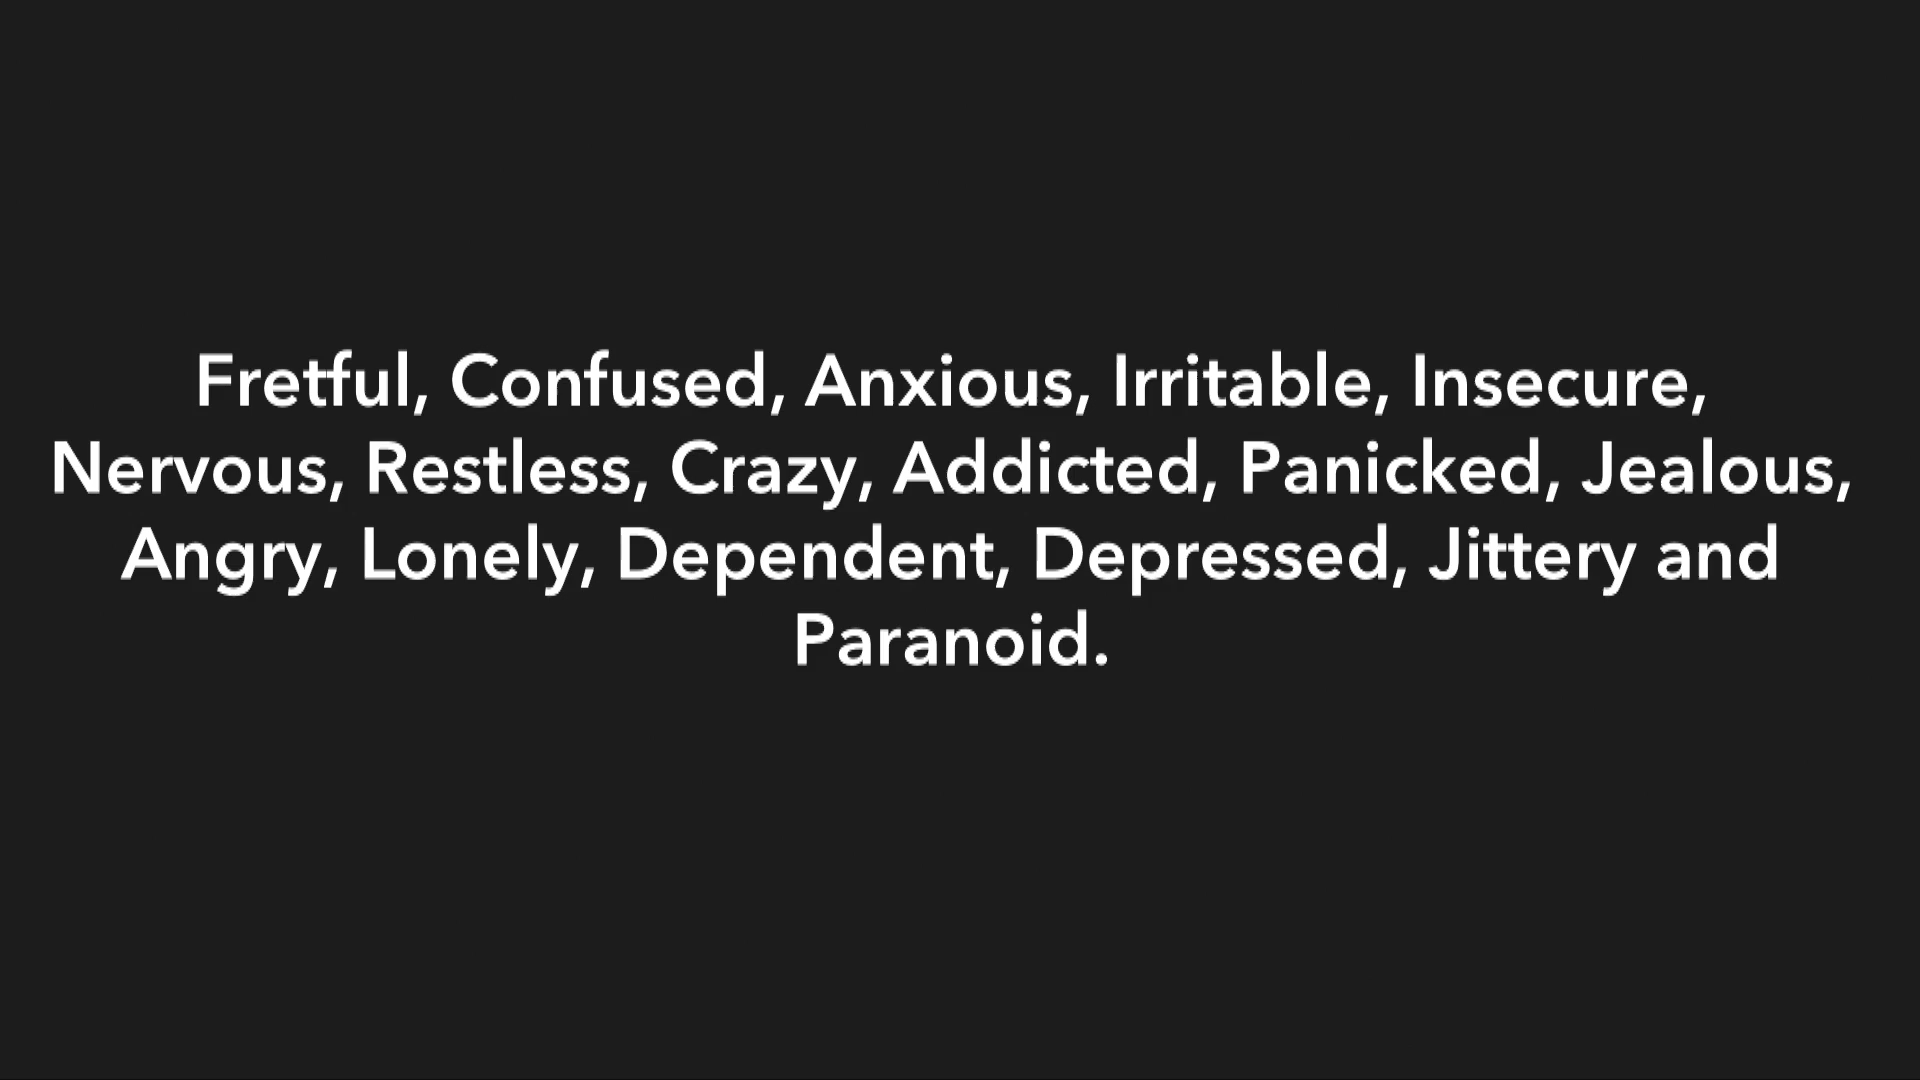 Fretful, Confused, Anxious, Irritable, Insecure,
Nervous, Restless, Crazy, Addicted, Panicked, Jealous,
Angry, Lonely, Dependent, Depressed, Jittery and
Paranoid.